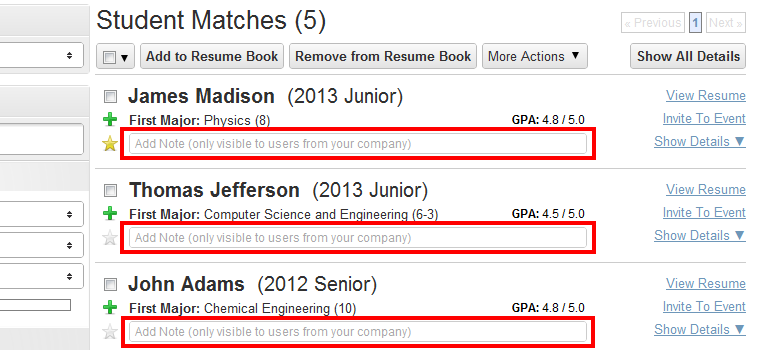 Student Matches (5)
« Previous 1 Next »
Add to Resume Book Remove from Resume Book More Actions ▼ Show All Details
James Madison (2013 Junior) View Resume
First Major: Physics (8) GPA: 4.8 / 5.0 Invite To Event
Add Note (only visible to users from your company) Show Details ▼
Thomas Jefferson (2013 Junior) View Resume
First Major: Computer Science and Engineering (6-3) GPA: 4.5 / 5.0 Invite To Event
Add Note (only visible to users from your company) Show Details ▼
John Adams (2012 Senior) View Resume
First Major: Chemical Engineering (10) GPA: 4.8 / 5.0 Invite To Event
Add Note (only visible to users from your company) Show Details ▼